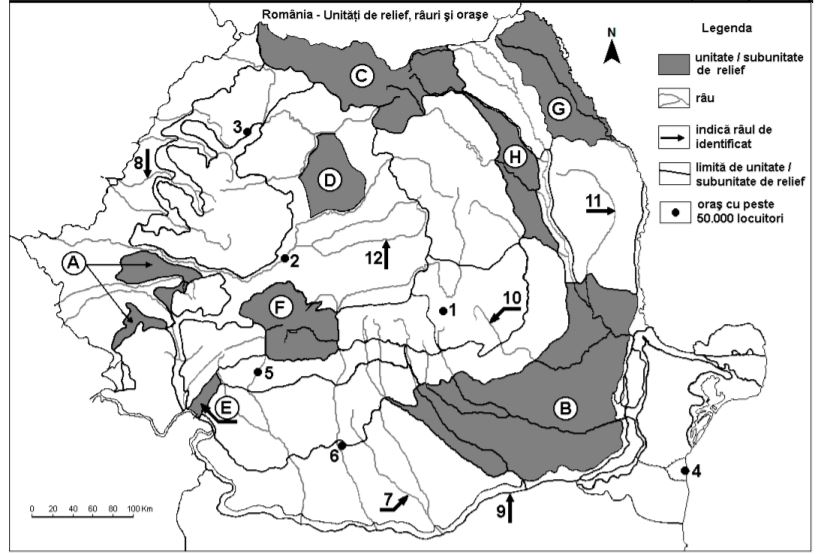 România - Unități de relief, râuri și orașe
Legenda
N
unitate / subunitate
de relief
râu
indică râul de
identificat
limită de unitate /
subunitate de relief
oraș cu peste
50.000 locuitori
C
G
3
H
8
D
11
A
2
12
F
1
10
5
E
B
6
4
7
9
0 20 40 60 80 100 Km